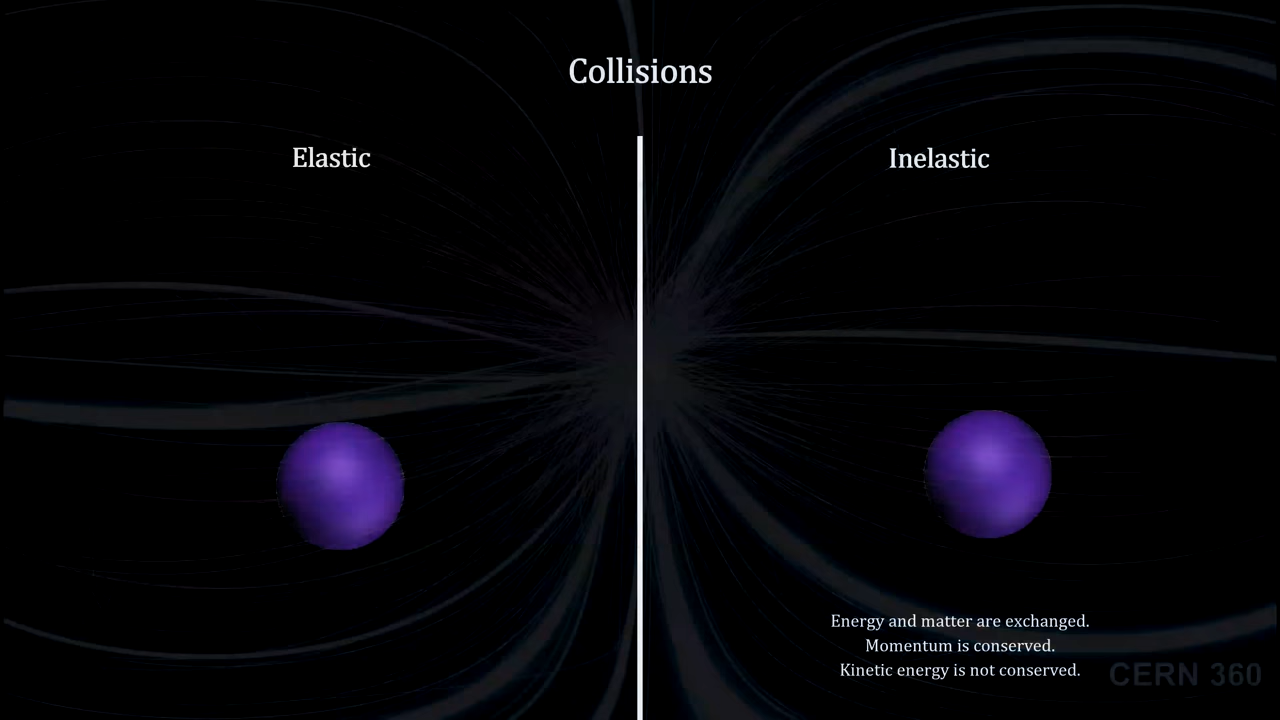 Collisions
Elastic
Inelastic
Energy and matter are exchanged.
Momentum is conserved.
Kinetic energy is not conserved.
CERN 360